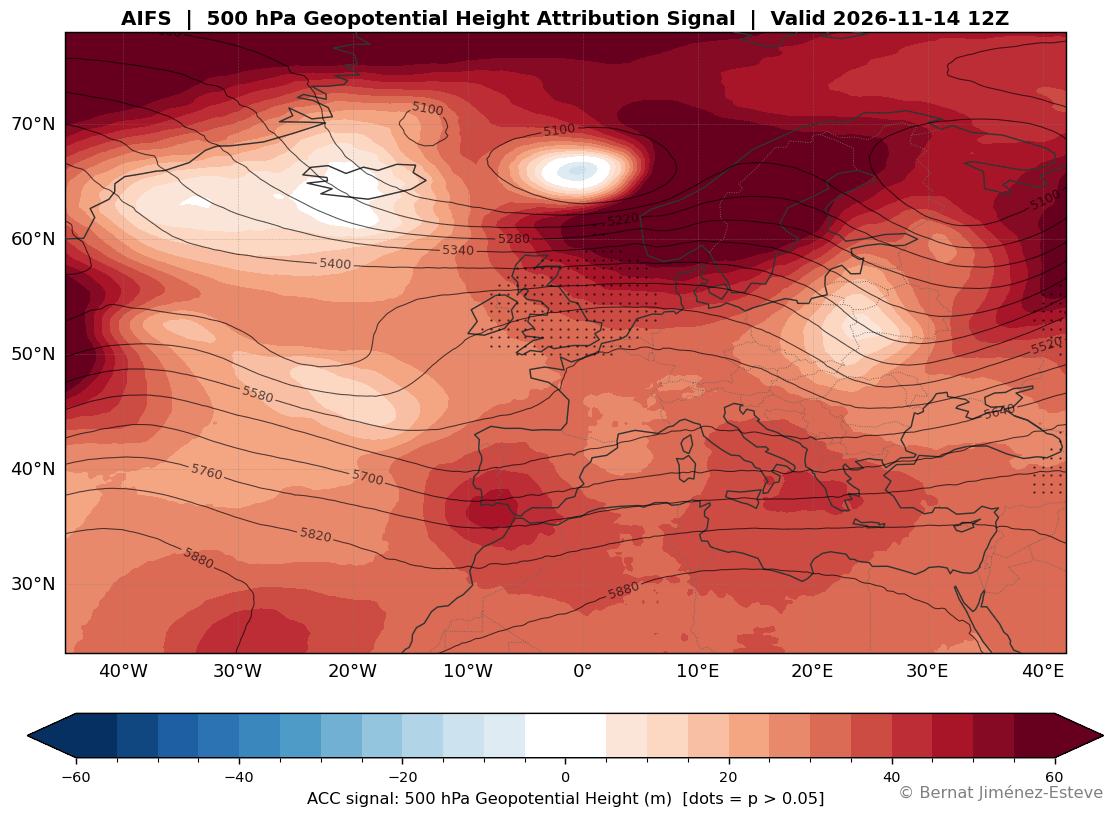 AIFS | 500 hPa Geopotential Height Attribution Signal | Valid 2026-11-14 12Z
70°N
60°N
50°N
40°N
30°N
5100
5100
5100
5220
5280
5340
5400
5520
5580
5640
5700
5760
5820
5880
5880
40°W
30°W
20°W
10°W
0°
10°E
20°E
30°E
40°E
−60
−40
−20
0
20
40
60
ACC signal: 500 hPa Geopotential Height (m) [dots = p > 0.05]
© Bernat Jiménez-Esteve